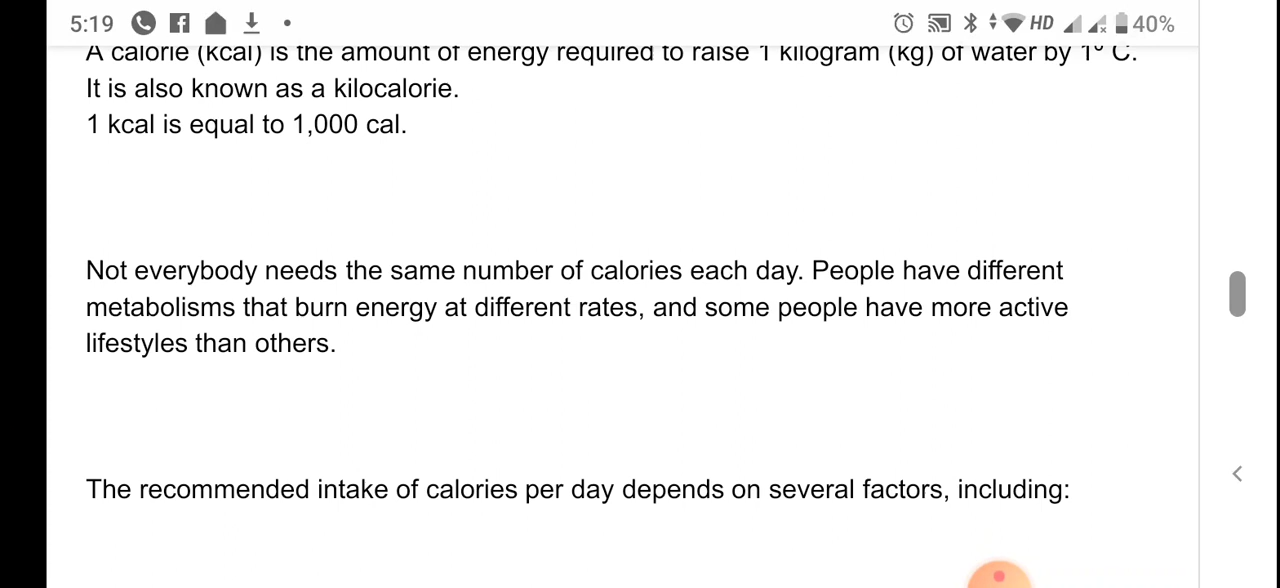 5:19 HD 40%
A calorie (kcal) is the amount of energy required to raise 1 kilogram (kg) of water by 1º C.
It is also known as a kilocalorie.
1 kcal is equal to 1,000 cal.
Not everybody needs the same number of calories each day. People have different
metabolisms that burn energy at different rates, and some people have more active
lifestyles than others.
The recommended intake of calories per day depends on several factors, including: